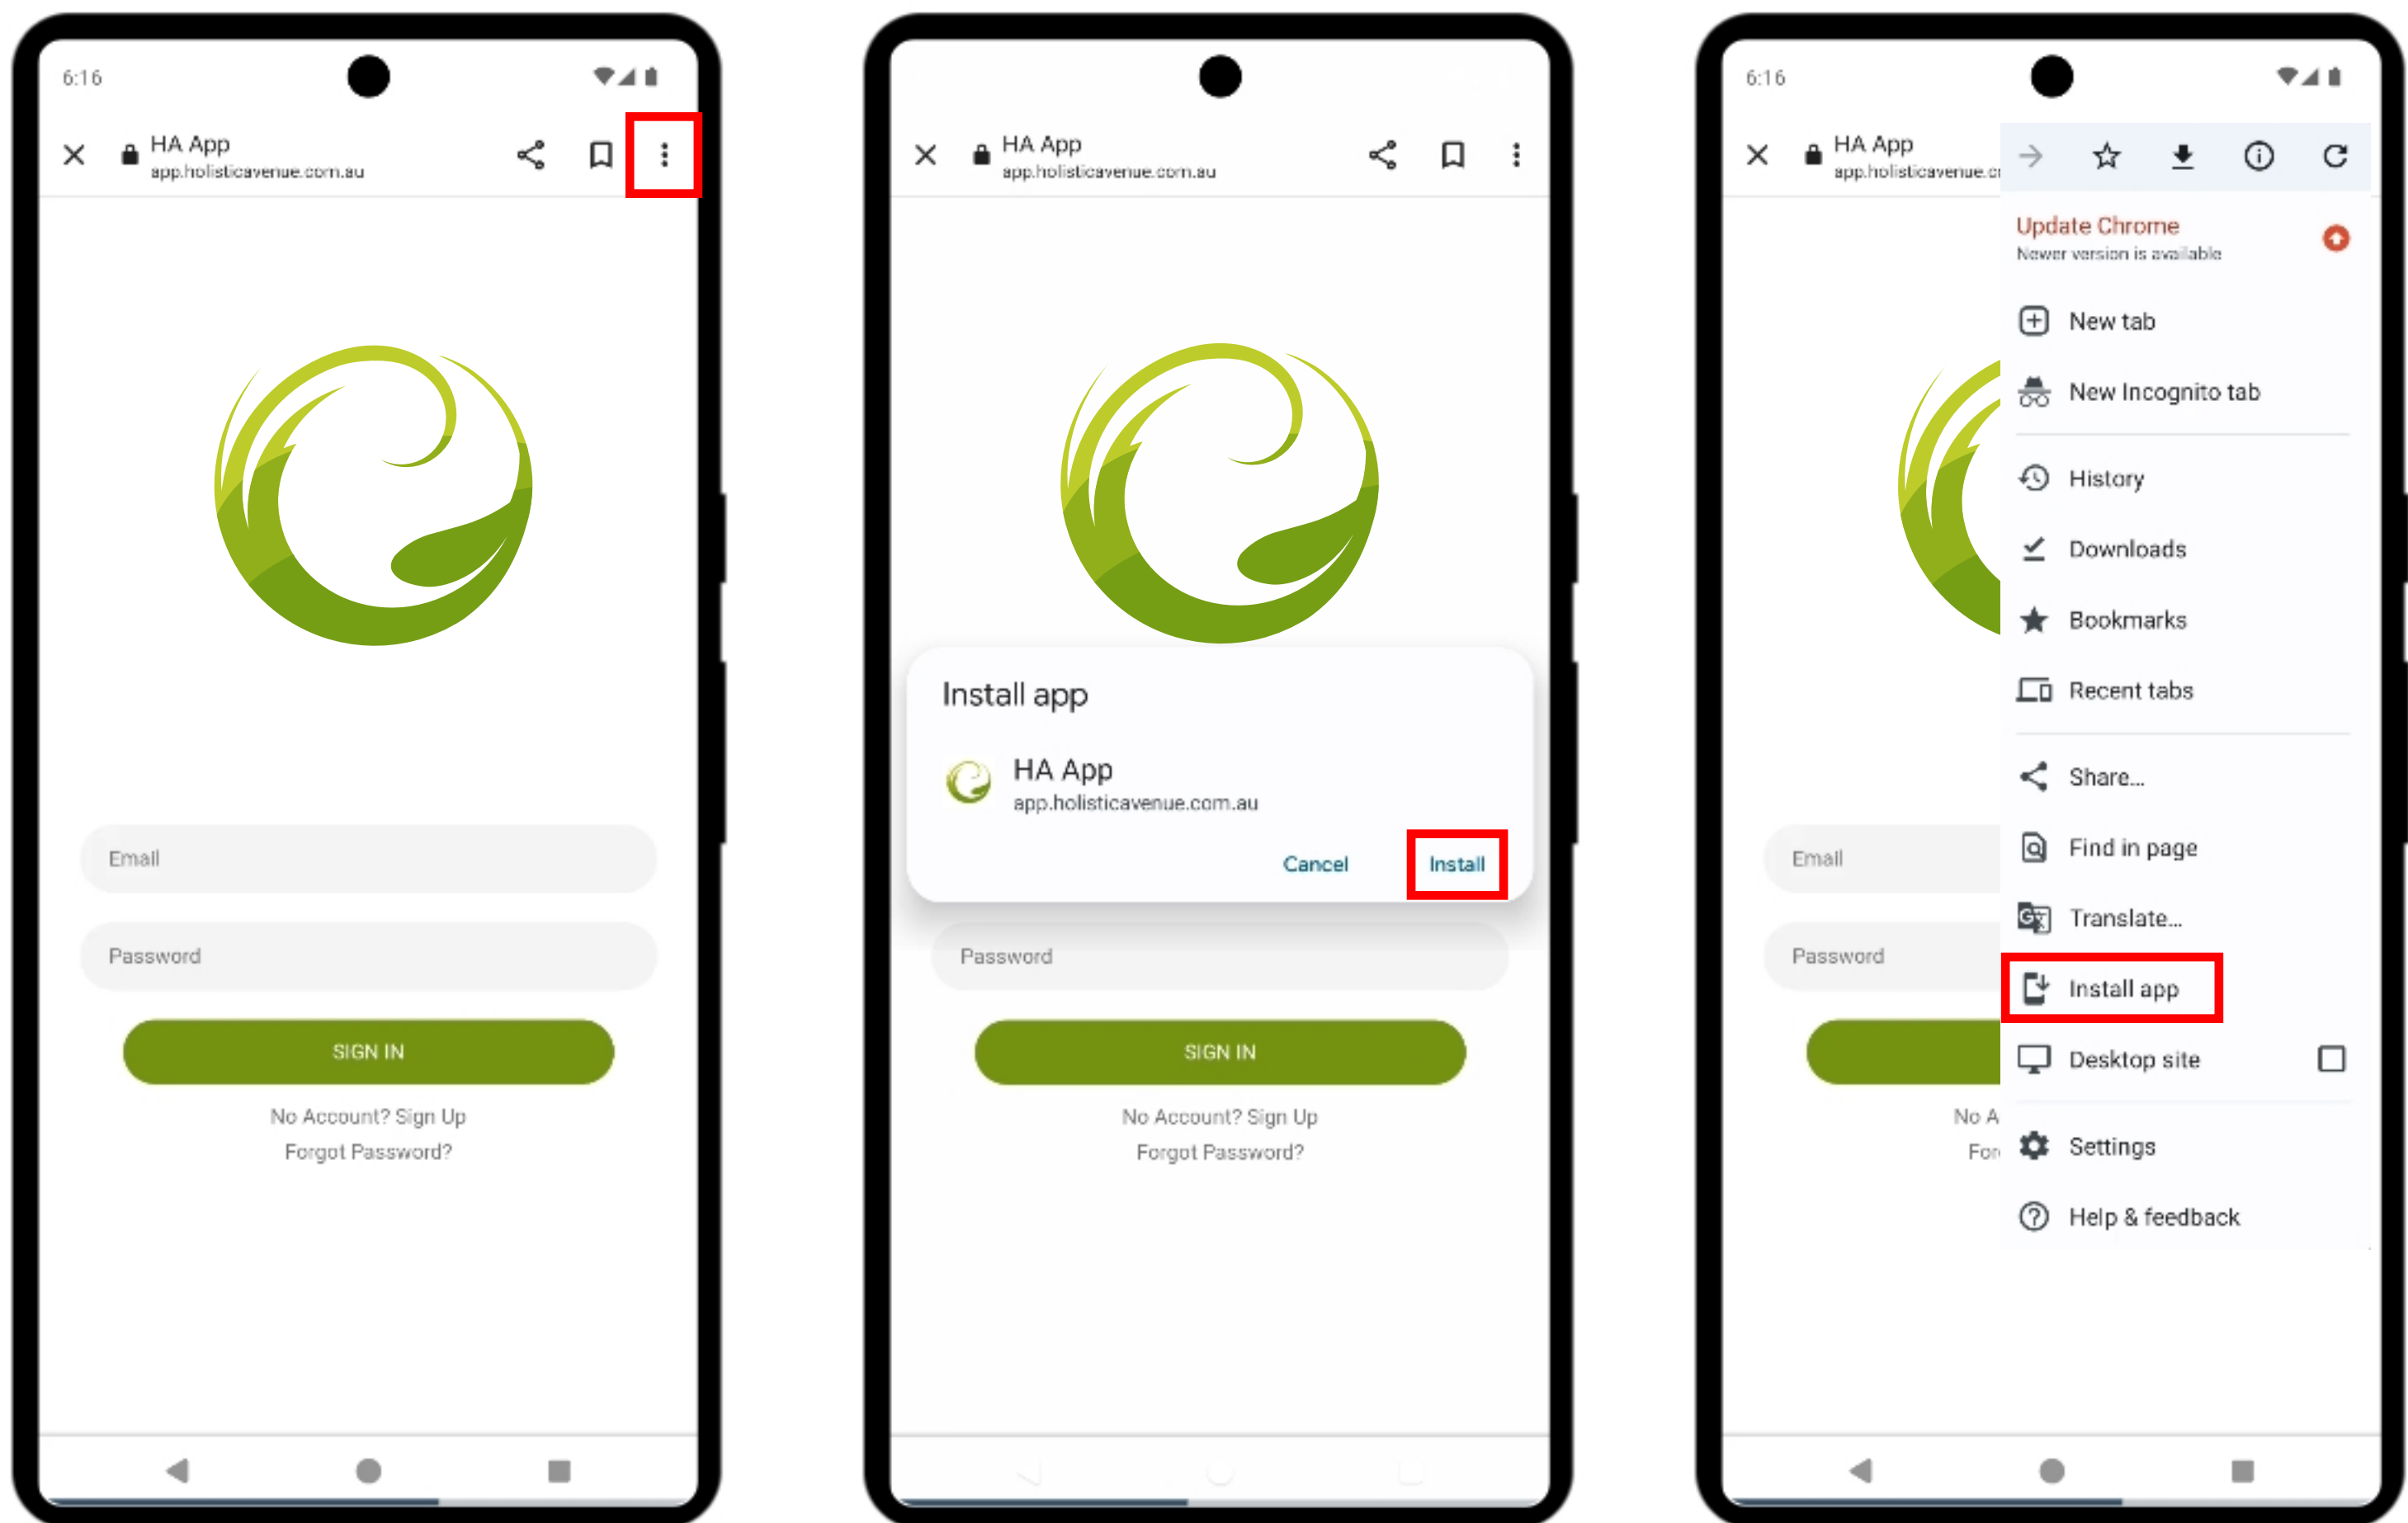 6:16
HA App
app.holisticavenue.com.au
Email
Password
SIGN IN
No Account? Sign Up
Forgot Password?
HA App
app.holisticavenue.com.au
Install app
HA App
app.holisticavenue.com.au
Cancel
Install
Password
SIGN IN
No Account? Sign Up
Forgot Password?
6:16
HA App
app.holisticavenue.c
Update Chrome
Newer version is available
New tab
New Incognito tab
History
Downloads
Bookmarks
Recent tabs
Share...
Find in page
Translate...
Install app
Desktop site
Settings
Help & feedback
Email
Password
No A
For